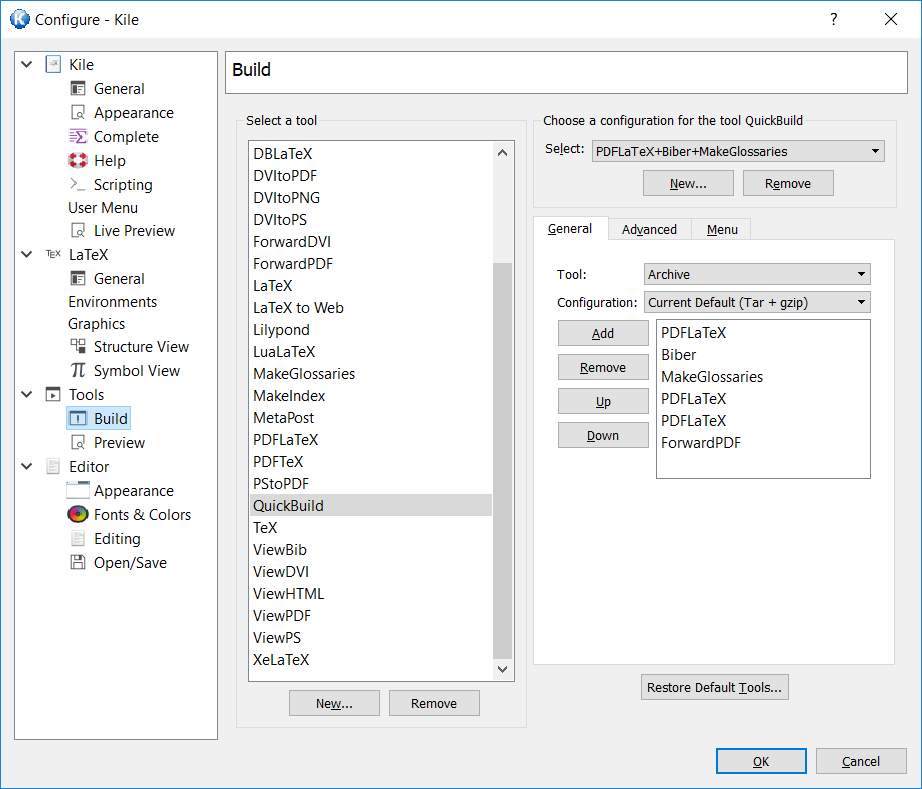 Configure - Kile
?
Kile
General
Appearance
Complete
Help
Scripting
User Menu
Live Preview
TEX LaTeX
General
Environments
Graphics
Structure View
π Symbol View
Tools
Build
Preview
Editor
Appearance
Fonts & Colors
Editing
Open/Save
Build
Select a tool
DBLaTeX
DVItoPDF
DVItoPNG
DVItoPS
ForwardDVI
ForwardPDF
LaTeX
LaTeX to Web
Lilypond
LuaLaTeX
MakeGlossaries
MakeIndex
MetaPost
PDFLaTeX
PDFTeX
PStoPDF
QuickBuild
TeX
ViewBib
ViewDVI
ViewHTML
ViewPDF
ViewPS
XeLaTeX
New...
Remove
Choose a configuration for the tool QuickBuild
Select: PDFLaTeX+Biber+MakeGlossaries
New...
Remove
General
Advanced
Menu
Tool: Archive
Configuration: Current Default (Tar + gzip)
Add
Remove
Up
Down
PDFLaTeX
Biber
MakeGlossaries
PDFLaTeX
PDFLaTeX
ForwardPDF
Restore Default Tools...
OK
Cancel